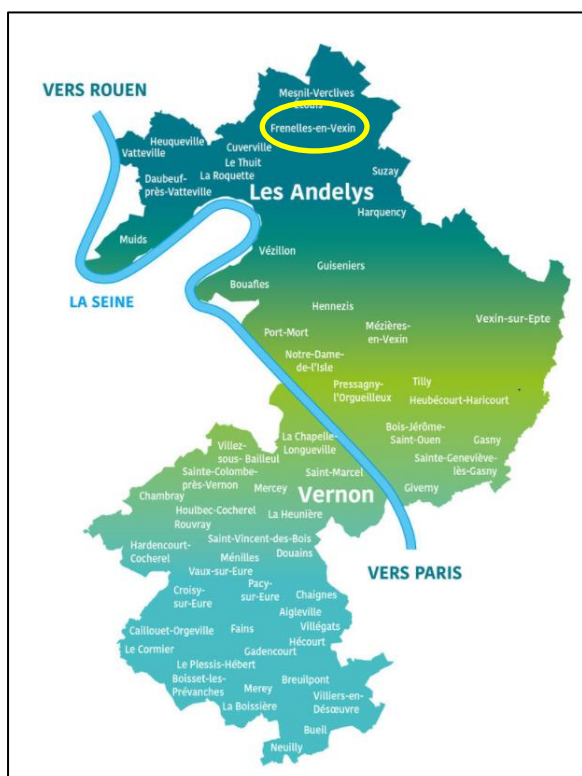 VERS ROUEN
Mesnil-Verclives
Écouis
Frenelles-en-Vexin
Heuqueville
Vatteville
Cuverville
Le Thuit
La Roquette
Daubeuf-
près-Vatteville
Suzay
Les Andelys
Harquency
Muids
Vézillon
Guiseniers
Bouafles
LA SEINE
Hennezis
Vexin-sur-Epte
Port-Mort
Mézières-
en-Vexin
Notre-Dame-
de-l'Isle
Pressagny-
l'Orgueilleux
Tilly
Heubécourt-Haricourt
Bois-Jérôme-
Saint-Ouen
Gasny
La Chapelle-
Longueville
Villez-
sous- Bailleul
Sainte-Geneviève-
lès-Gasny
Saint-Marcel
Sainte-Colombe-
près-Vernon
Mercey
Vernon
Giverny
Chambray
Houlbec-Cocherel
La Heunière
Rouvray
Saint-Vincent-des-Bois
Hardencourt-
Cocherel
Ménilles
Douains
Vaux-sur-Eure
VERS PARIS
Croisy-
sur-Eure
Pacy-
sur-Eure
Chaignes
Aigleville
Caillouet-Orgeville
Fains
Villégats
Hécourt
Le Cormier
Gadencourt
Le Plessis-Hébert
Boisset-les-
Prévanches
Merey
Breuilpont
Villiers-en-
Désœuvre
La Boissière
Bueil
Neuilly